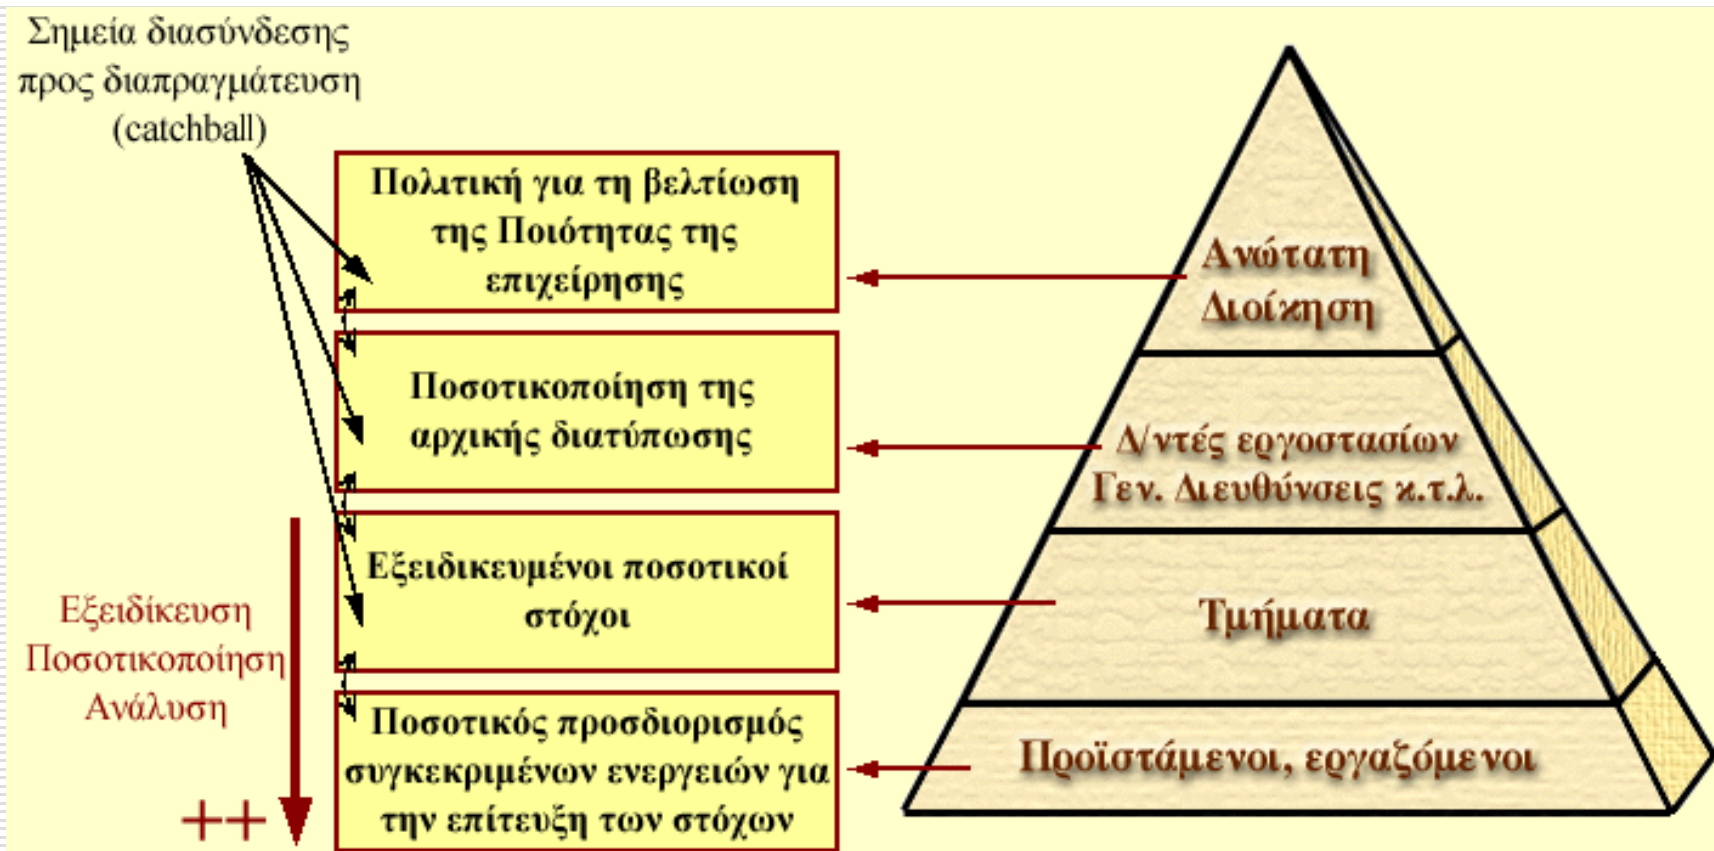 Σημεία διασύνδεσης
προς διαπραγμάτευση
(catchball)
Πολιτική για τη βελτίωση
της Ποιότητας της
επιχείρησης
Ποσοτικοποίηση της
αρχικής διατύπωσης
Εξειδικευμένοι ποσοτικοί
στόχοι
Ποσοτικός προσδιορισμός
συγκεκριμένων ενεργειών για
την επίτευξη των στόχων
Εξειδίκευση
Ποσοτικοποίηση
Ανάλυση
++
Ανώτατη
Διοίκηση
Δ/ντές εργοστασίων
Γεν. Διευθύνσεις κ.τ.λ.
Τμήματα
Προϊστάμενοι, εργαζόμενοι